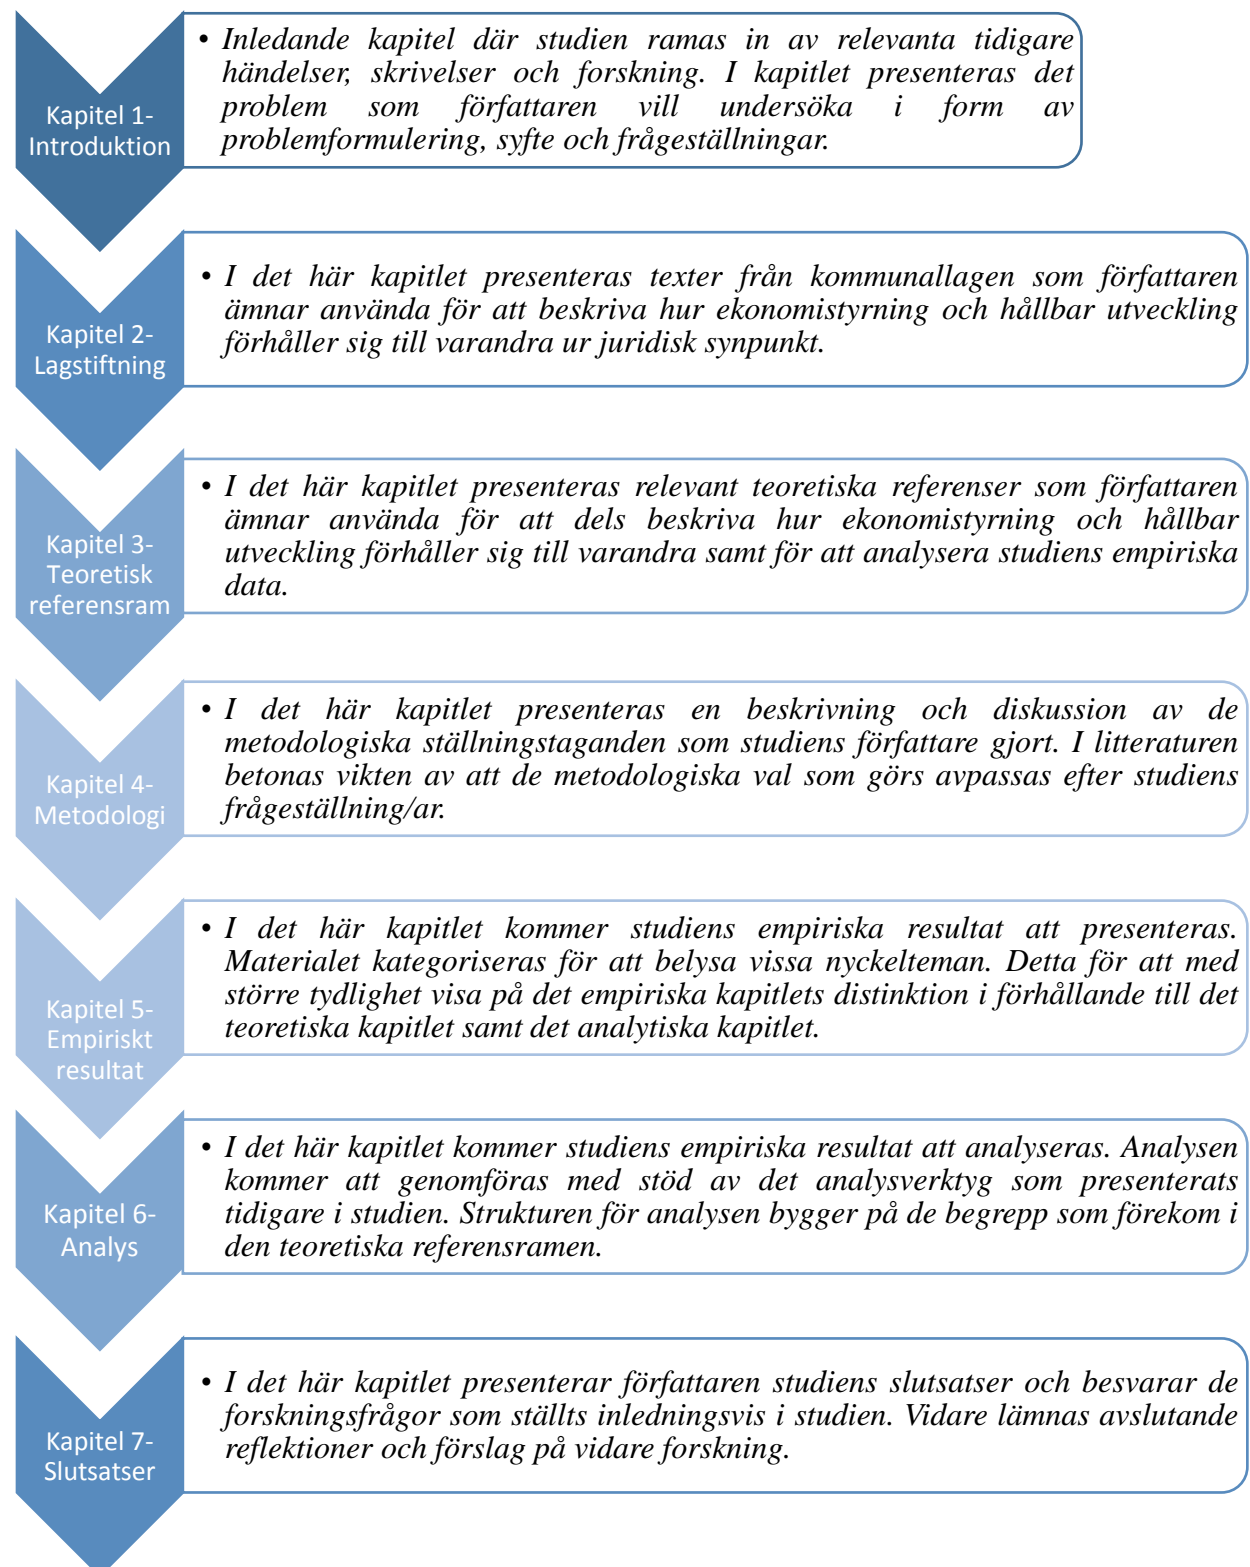 Kapitel 1-
Introduktion
• Inledande kapitel där studien ramas in av relevanta tidigare
händelser, skrivelser och forskning. I kapitlet presenteras det
problem som författaren vill undersöka i form av
problemformulering, syfte och frågeställningar.
Kapitel 2-
Lagstiftning
• I det här kapitlet presenteras texter från kommunallagen som författaren
ämnar använda för att beskriva hur ekonomistyrning och hållbar utveckling
förhåller sig till varandra ur juridisk synpunkt.
Kapitel 3-
Teoretisk
referensram
• I det här kapitlet presenteras relevant teoretiska referenser som författaren
ämnar använda för att dels beskriva hur ekonomistyrning och hållbar
utveckling förhåller sig till varandra samt för att analysera studiens empiriska
data.
Kapitel 4-
Metodologi
• I det här kapitlet presenteras en beskrivning och diskussion av de
metodologiska ställningstaganden som studiens författare gjort. I litteraturen
betonas vikten av att de metodologiska val som görs avpassas efter studiens
frågeställning/ar.
Kapitel 5-
Empiriskt
resultat
• I det här kapitlet kommer studiens empiriska resultat att presenteras.
Materialet kategoriseras för att belysa vissa nyckelteman. Detta för att med
större tydlighet visa på det empiriska kapitlets distinktion i förhållande till det
teoretiska kapitlet samt det analytiska kapitlet.
Kapitel 6-
Analys
• I det här kapitlet kommer studiens empiriska resultat att analyseras. Analysen
kommer att genomföras med stöd av det analysverktyg som presenterats
tidigare i studien. Strukturen för analysen bygger på de begrepp som förekom i
den teoretiska referensramen.
Kapitel 7-
Slutsatser
• I det här kapitlet presenterar författaren studiens slutsatser och besvarar de
forskningsfrågor som ställts inledningsvis i studien. Vidare lämnas avslutande
reflektioner och förslag på vidare forskning.